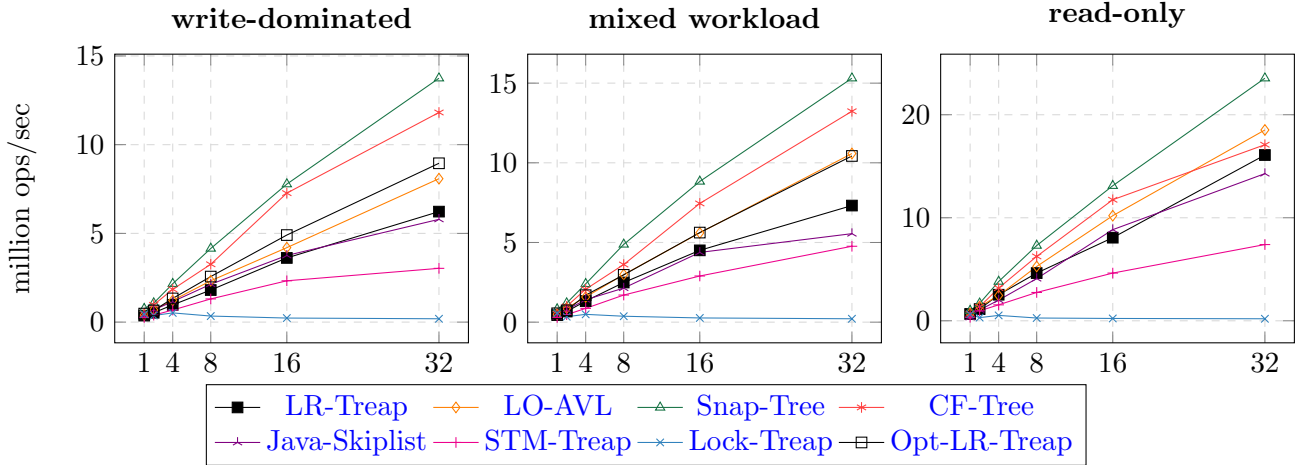 write-dominated
mixed workload
read-only
million ops/sec
15
10
5
0
1 4 8 16 32
15
10
5
0
1 4 8 16 32
20
10
0
1 4 8 16 32
LR-Treap LO-AVL Snap-Tree CF-Tree
Java-Skiplist STM-Treap Lock-Treap Opt-LR-Treap